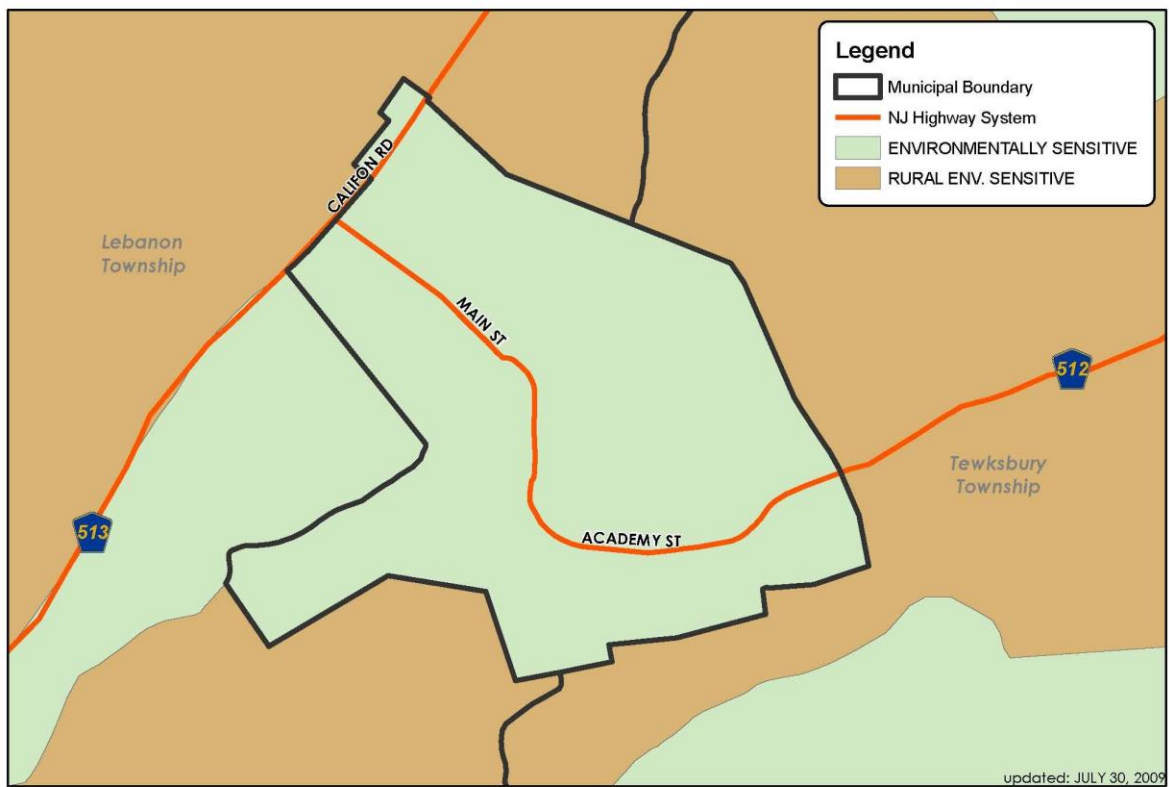 Legend
Municipal Boundary
NJ Highway System
ENVIRONMENTALLY SENSITIVE
RURAL ENV. SENSITIVE
CALIFON RD
Lebanon
Township
MAIN ST
512
Tewksbury
Township
513
ACADEMY ST
updated: JULY 30, 2009